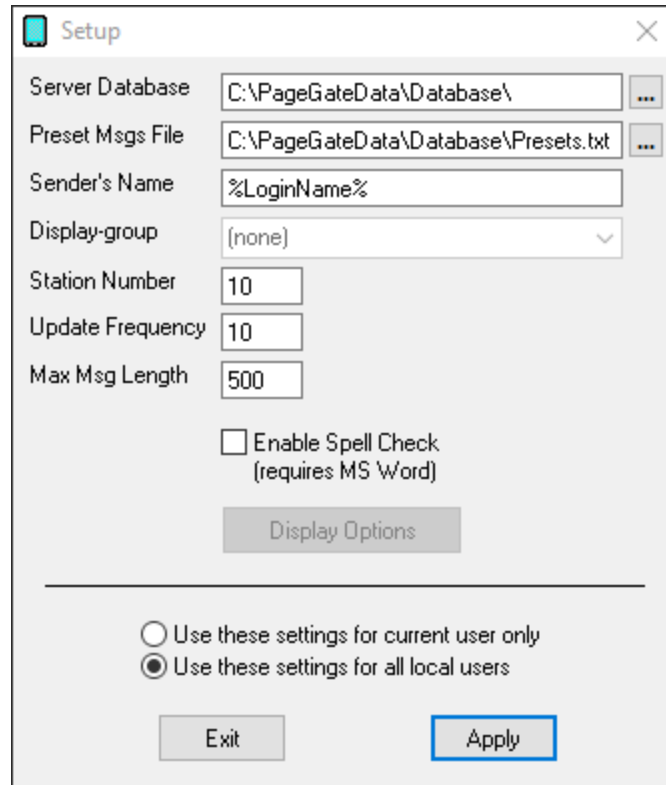 Setup
Server Database C:\PageGateData\Database\ ...
Preset Msgs File C:\PageGateData\Database\Presets.txt ...
Sender's Name %LoginName%
Display-group (none)
Station Number 10
Update Frequency 10
Max Msg Length 500
Enable Spell Check
(requires MS Word)
Display Options
Use these settings for current user only
Use these settings for all local users
Exit Apply